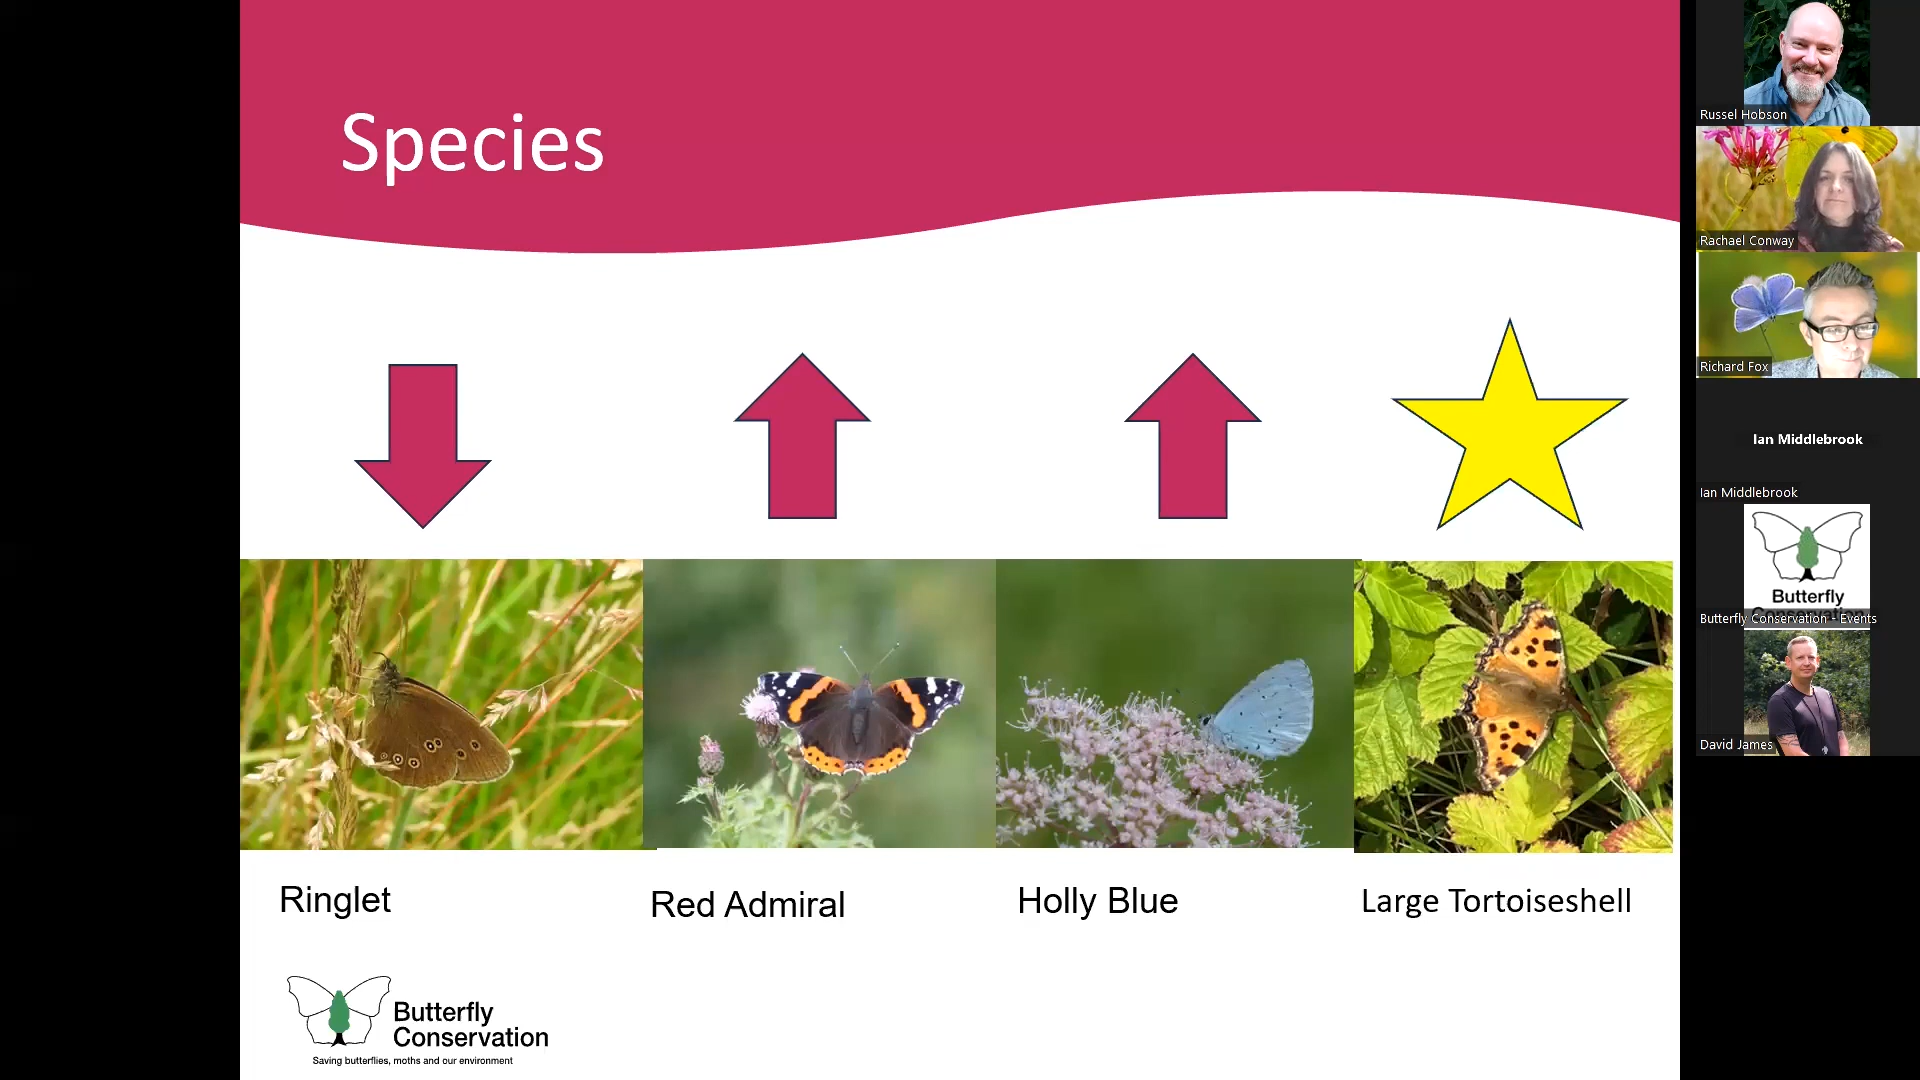 Species
Ringlet
Red Admiral
Holly Blue
Large Tortoiseshell
Butterfly
Conservation
Saving butterflies, moths and our environment
Russel Hobson
Rachael Conway
Richard Fox
Ian Middlebrook
Ian Middlebrook
Butterfly
Conservation
Butterfly Conservation - Events
David James